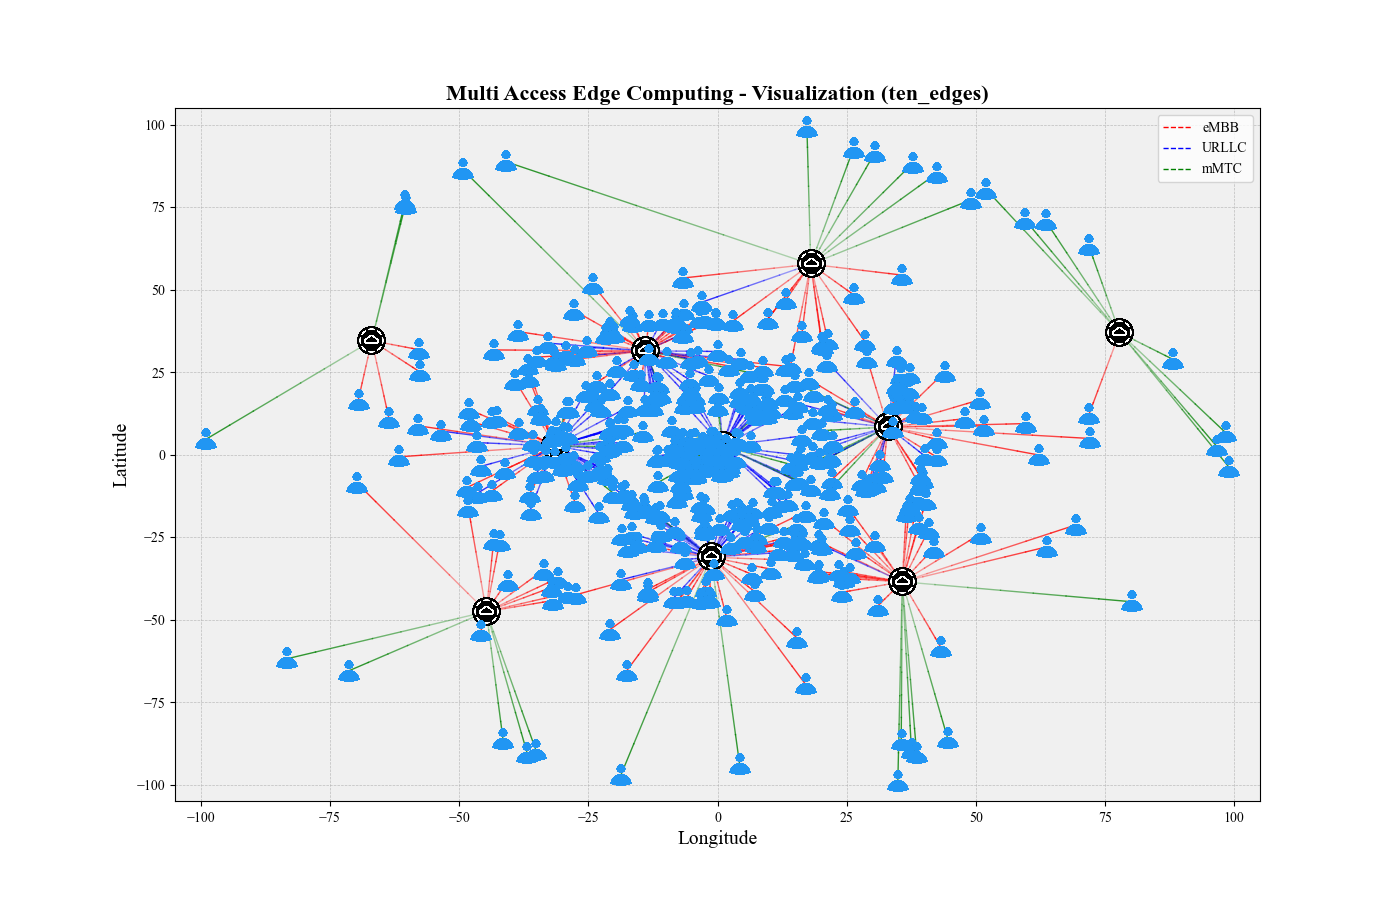 Multi Access Edge Computing - Visualization (ten_edges)
eMBB
URLLC
mMTC
100
75
50
25
0
−25
−50
−75
−100
Latitude
−100 −75 −50 −25 0 25 50 75 100
Longitude